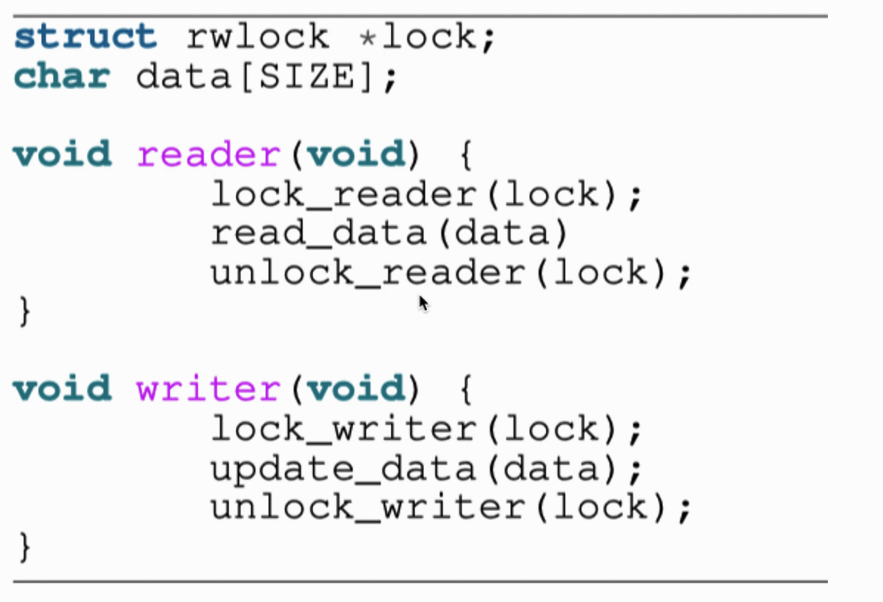 struct rwlock *lock;
char data[SIZE];
void reader(void) {
lock_reader(lock);
read_data(data)
unlock_reader(lock);
}
void writer(void) {
lock_writer(lock);
update_data(data);
unlock_writer(lock);
}